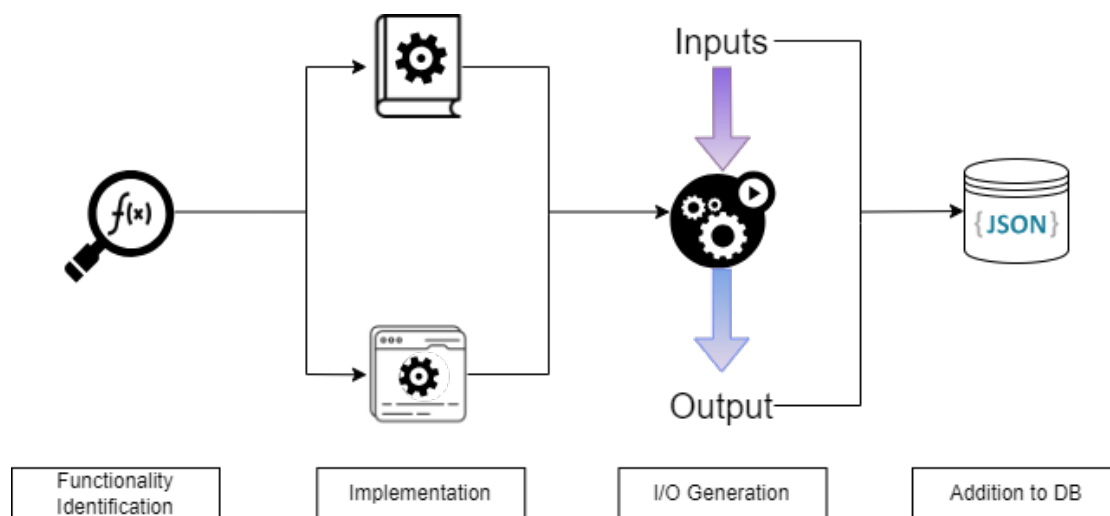 Inputs
f(x)
{JSON}
Output
Functionality
Identification
Implementation
I/O Generation
Addition to DB